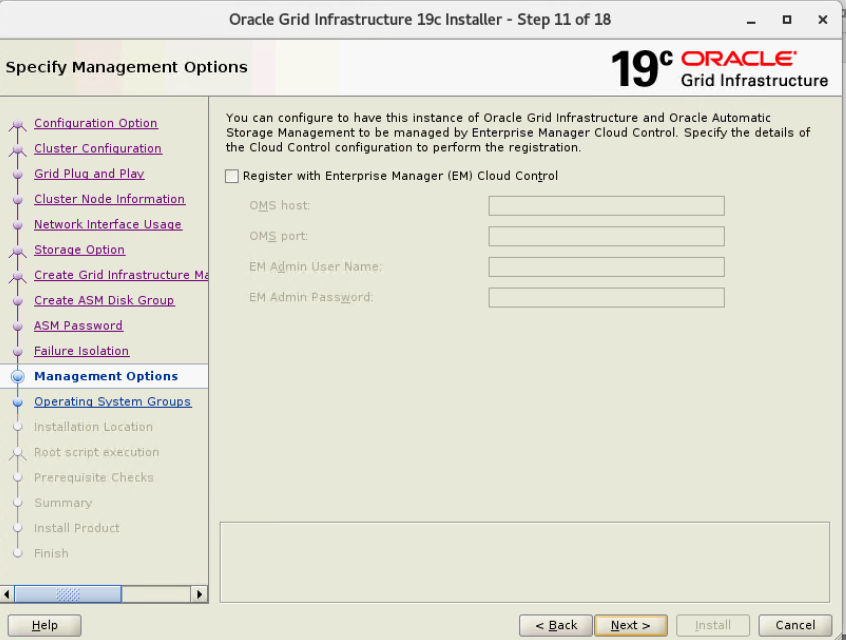 Oracle Grid Infrastructure 19c Installer - Step 11 of 18
Specify Management Options
19c ORACLE
Grid Infrastructure
Configuration Option
Cluster Configuration
Grid Plug and Play
Cluster Node Information
Network Interface Usage
Storage Option
Create Grid Infrastructure Ma
Create ASM Disk Group
ASM Password
Failure Isolation
Management Options
Operating System Groups
Installation Location
Root script execution
Prerequisite Checks
Summary
Install Product
Finish
You can configure to have this instance of Oracle Grid Infrastructure and Oracle Automatic
Storage Management to be managed by Enterprise Manager Cloud Control. Specify the details of
the Cloud Control configuration to perform the registration.
Register with Enterprise Manager (EM) Cloud Control
OMS host:
OMS port:
EM Admin User Name:
EM Admin Password:
Help
< Back
Next >
Install
Cancel